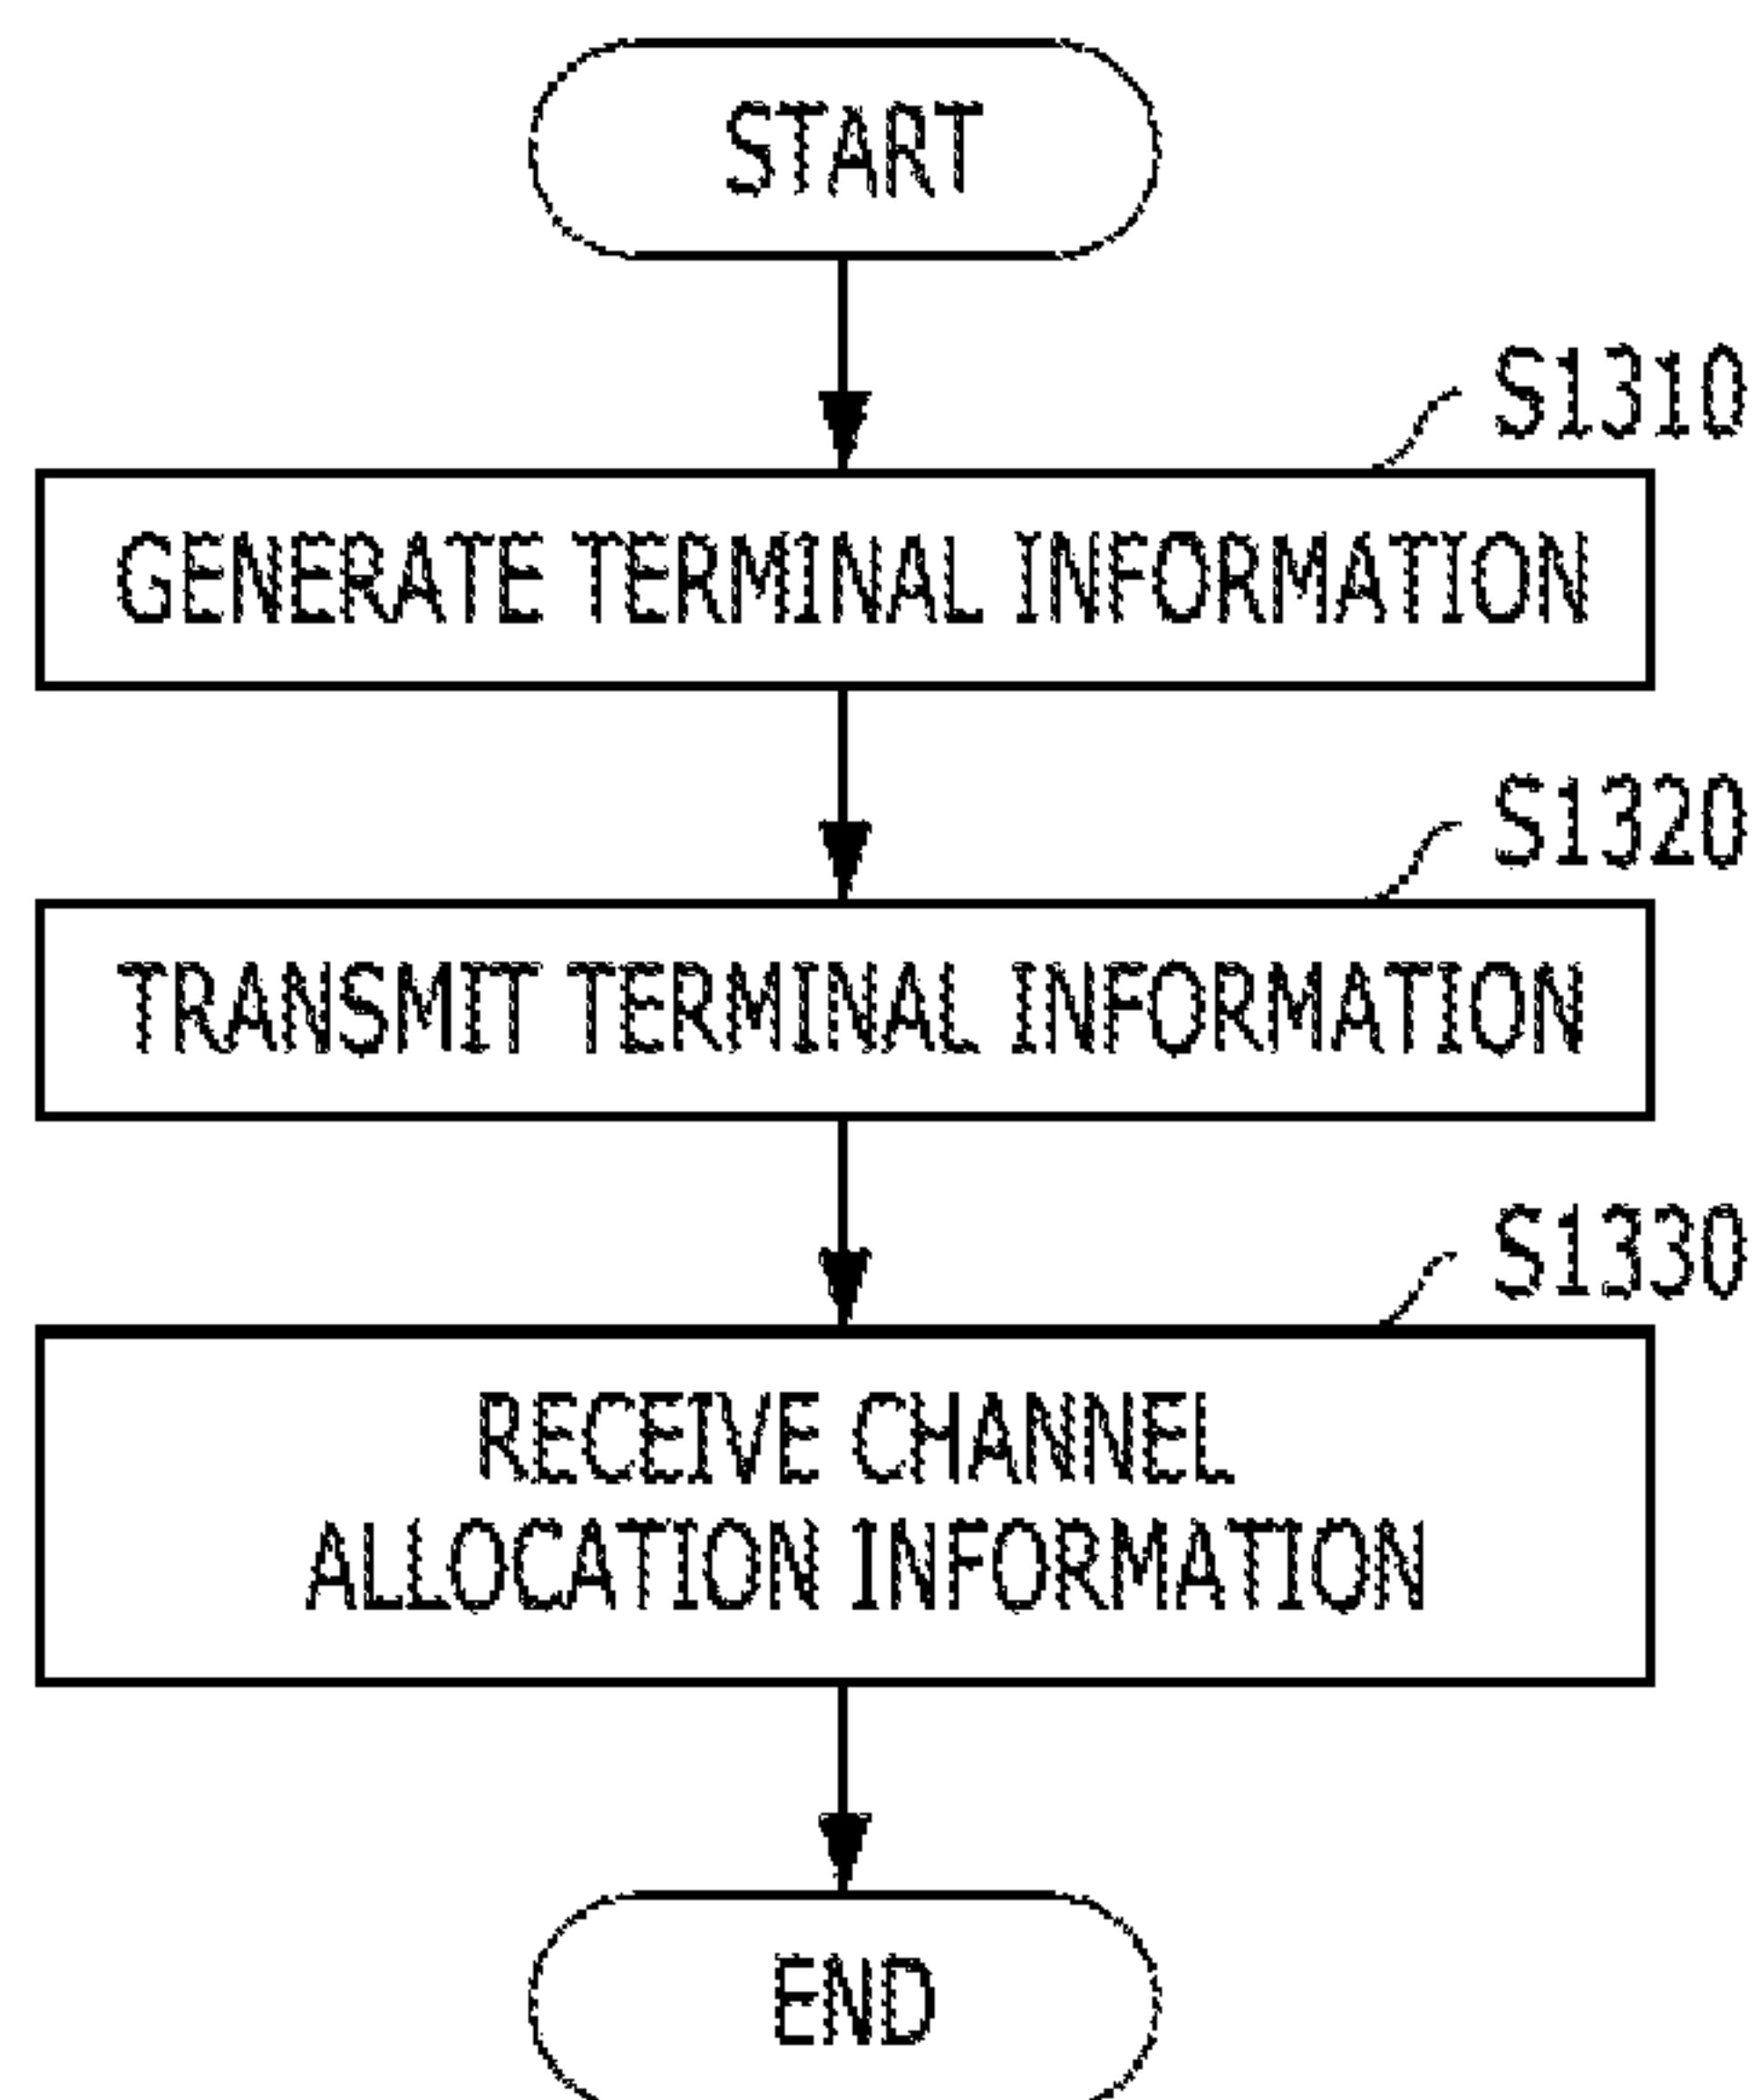 START
S1310
GENERATE TERMINAL INFORMATION
S1320
TRANSMIT TERMINAL INFORMATION
S1330
RECEIVE CHANNEL
ALLOCATION INFORMATION
END